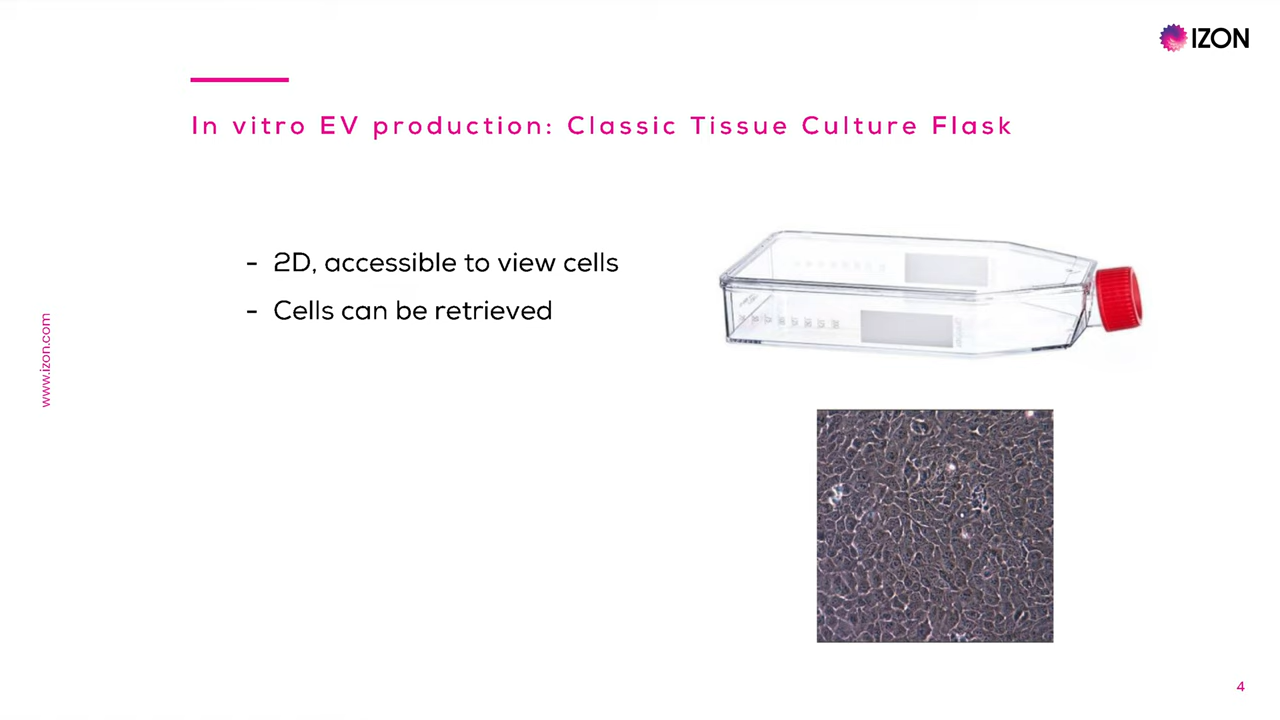 IZON
In vitro EV production: Classic Tissue Culture Flask
- 2D, accessible to view cells
- Cells can be retrieved
www.izon.com
4